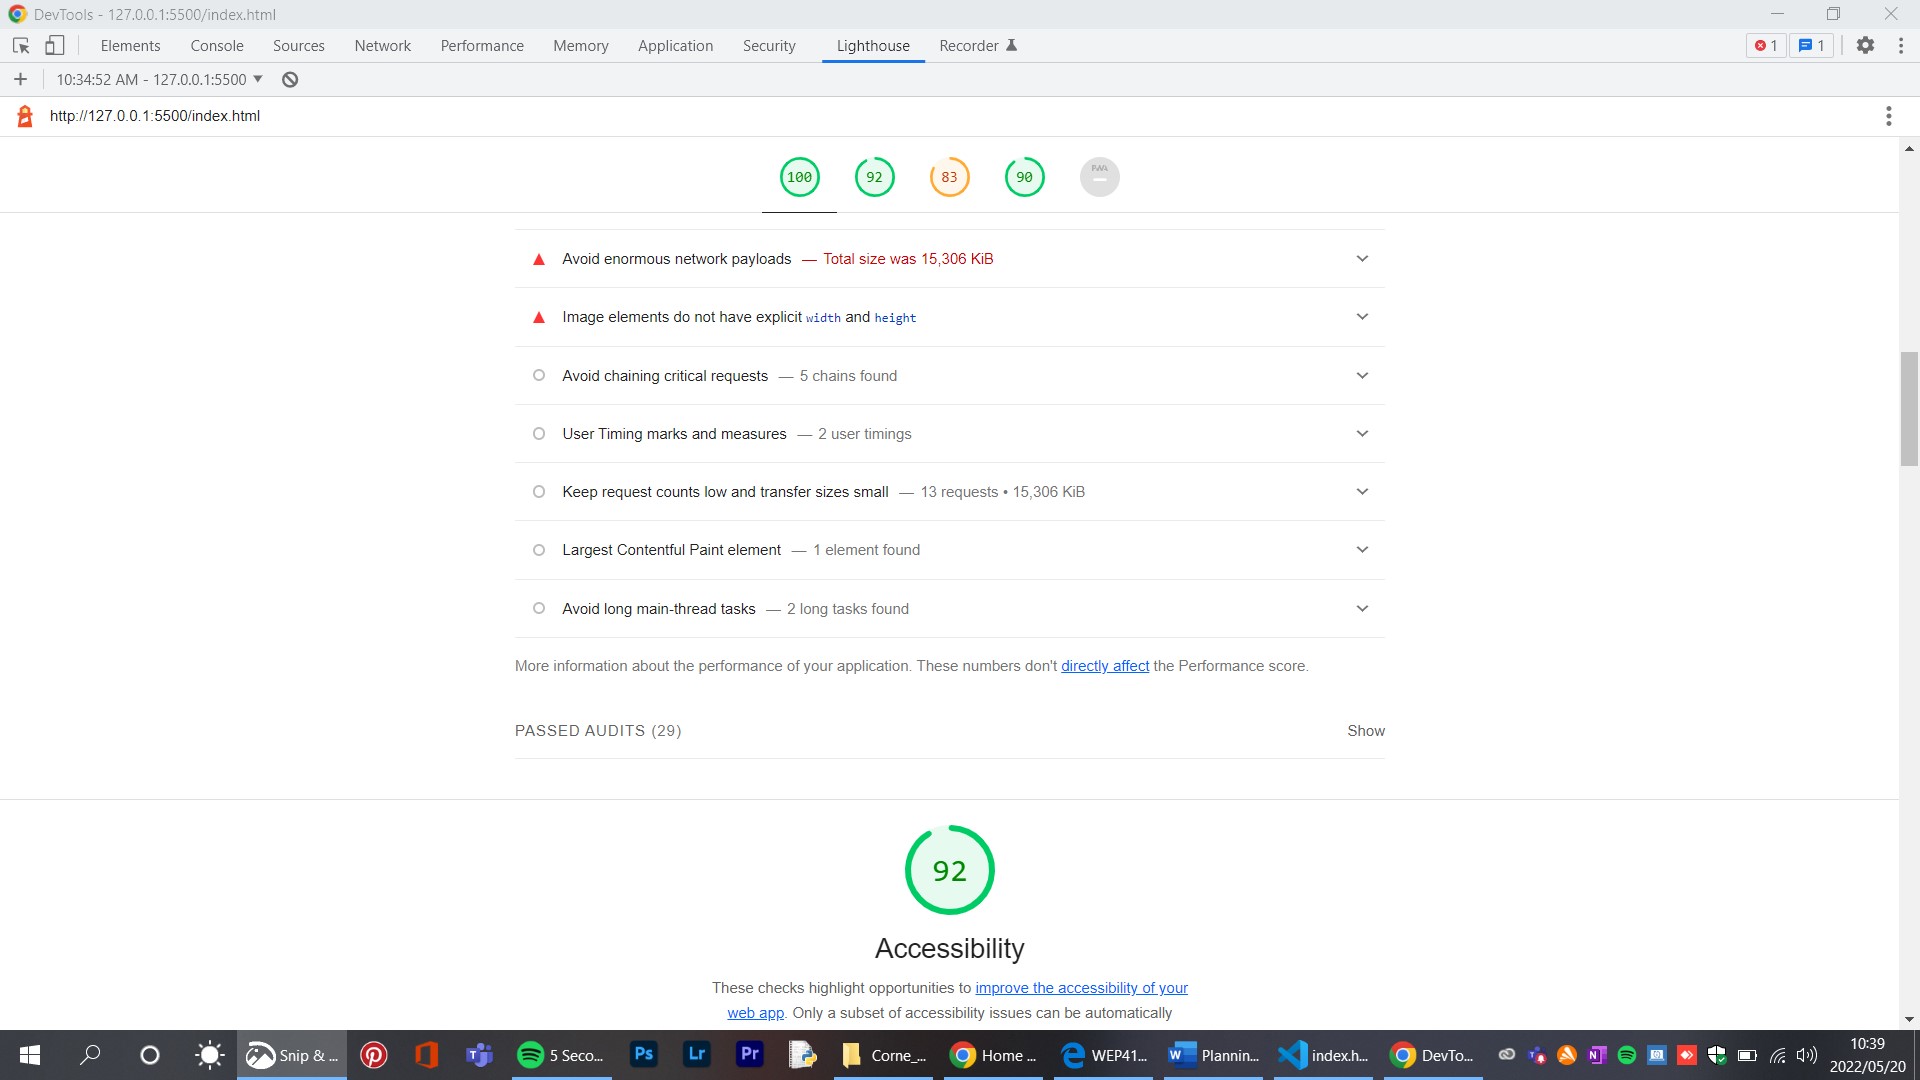 DevTools - 127.0.0.1:5500/index.html
Elements Console Sources Network Performance Memory Application Security Lighthouse Recorder 1 1
10:34:52 AM - 127.0.0.1:5500
http://127.0.0.1:5500/index.html
100 92 83 90 PWA
Avoid enormous network payloads — Total size was 15,306 KiB
Image elements do not have explicit width and height
Avoid chaining critical requests — 5 chains found
User Timing marks and measures — 2 user timings
Keep request counts low and transfer sizes small — 13 requests • 15,306 KiB
Largest Contentful Paint element — 1 element found
Avoid long main-thread tasks — 2 long tasks found
More information about the performance of your application. These numbers don't directly affect the Performance score.
PASSED AUDITS (29) Show
92
Accessibility
These checks highlight opportunities to improve the accessibility of your
web app. Only a subset of accessibility issues can be automatically
Snip & ... 5 Seco... Ps Lr Pr Corne_... Home ... WEP41... Plannin... index.h... DevTo... 10:39
2022/05/20